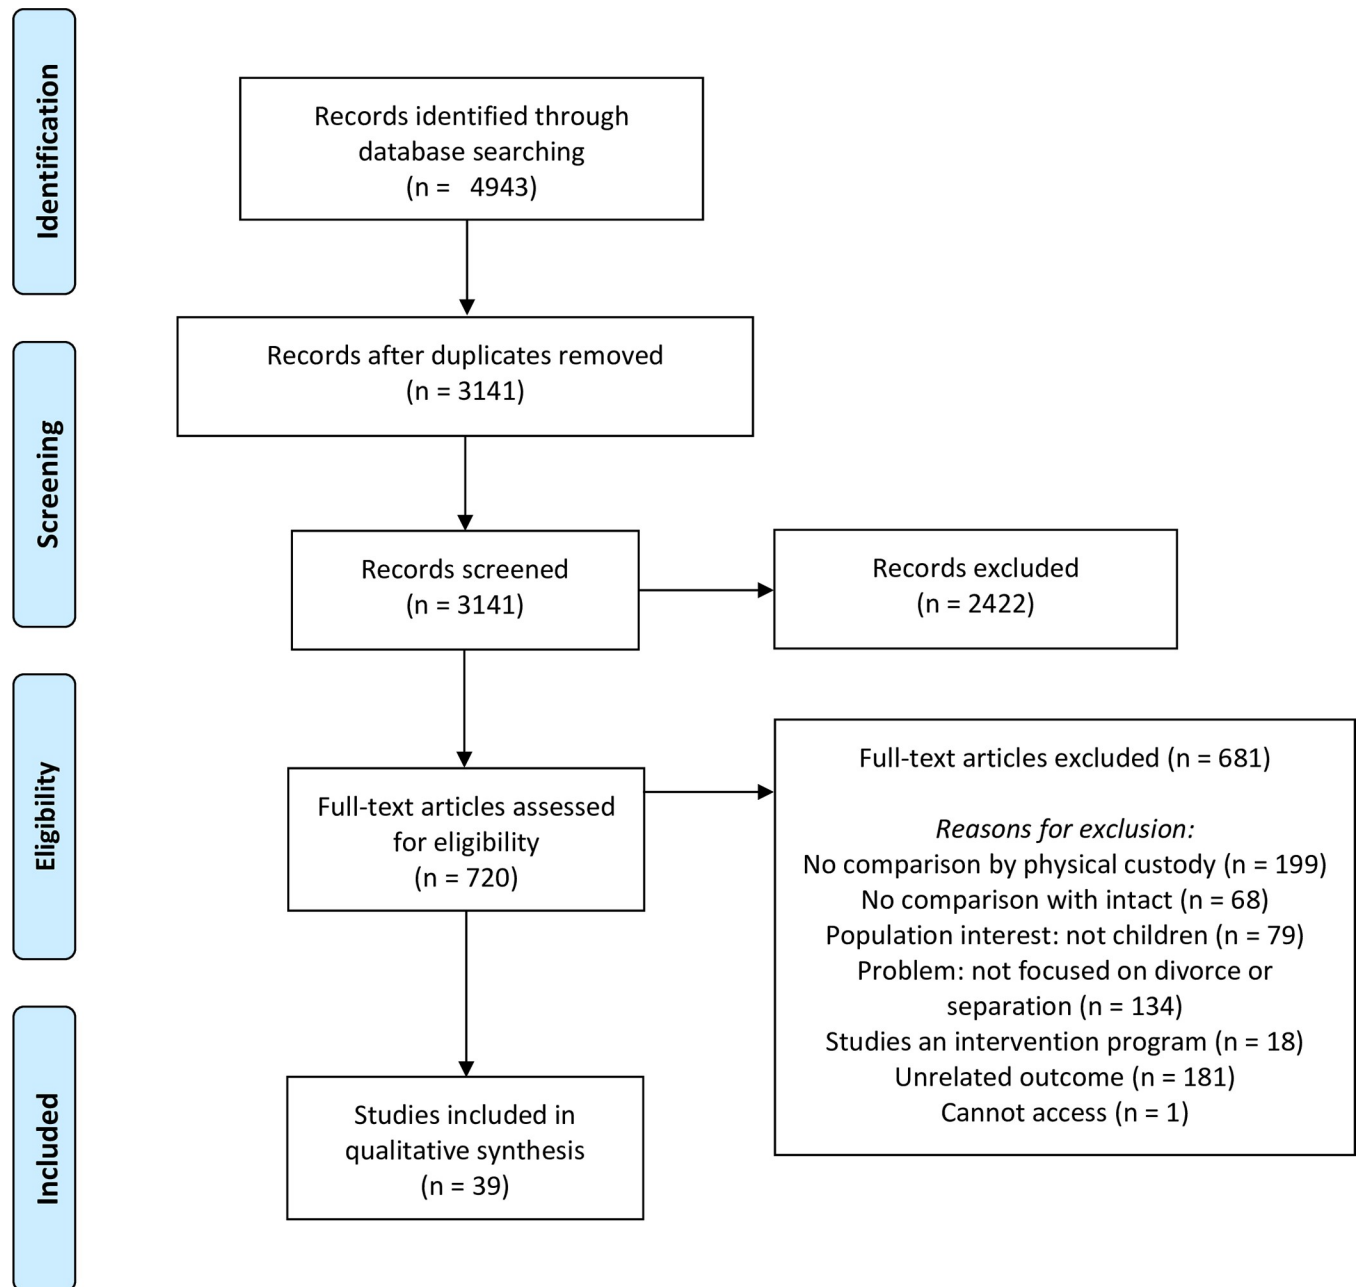 Identification
Records identified through
database searching
(n =   4943)
Screening
Records after duplicates removed
(n = 3141)
Records screened
(n = 3141)
Records excluded
(n = 2422)
Eligibility
Full-text articles assessed
for eligibility
(n = 720)
Full-text articles excluded (n = 681)
Reasons for exclusion:
No comparison by physical custody (n = 199)
No comparison with intact (n = 68)
Population interest: not children (n = 79)
Problem: not focused on divorce or
separation (n = 134)
Studies an intervention program (n = 18)
Unrelated outcome (n = 181)
Cannot access (n = 1)
Included
Studies included in
qualitative synthesis
(n = 39)